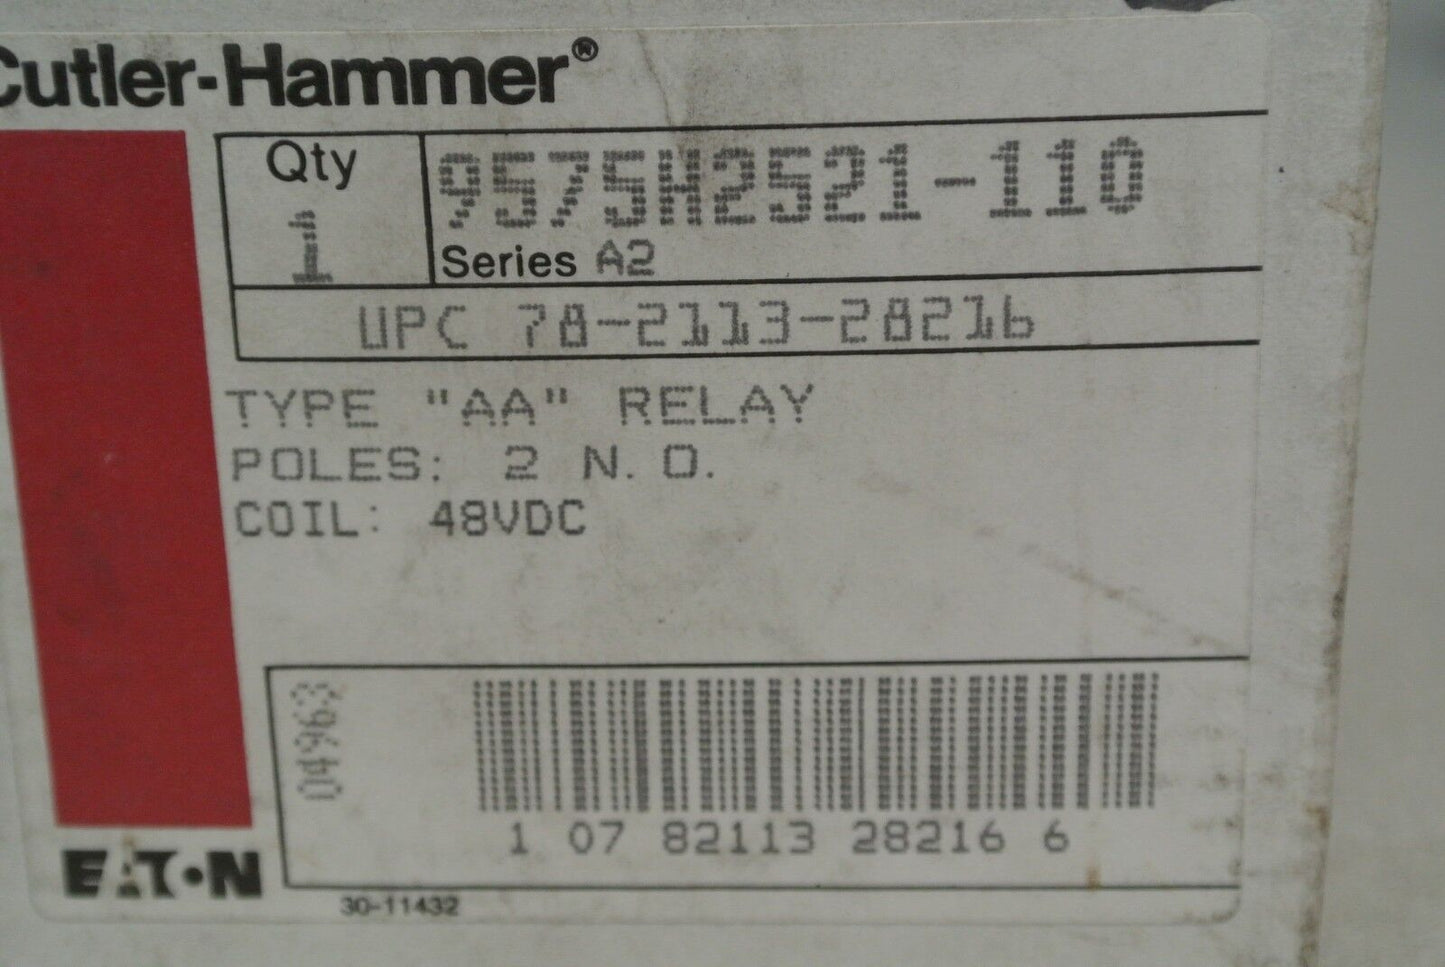 Cutler-Hammer®
Qty 9575H2521-110
1
Series A2
UPC 78-2113-28216
TYPE "AA" RELAY
POLES: 2 N.O.
COIL: 48VDC
04963
1 07 82113 28216 6
EATON
30-11432